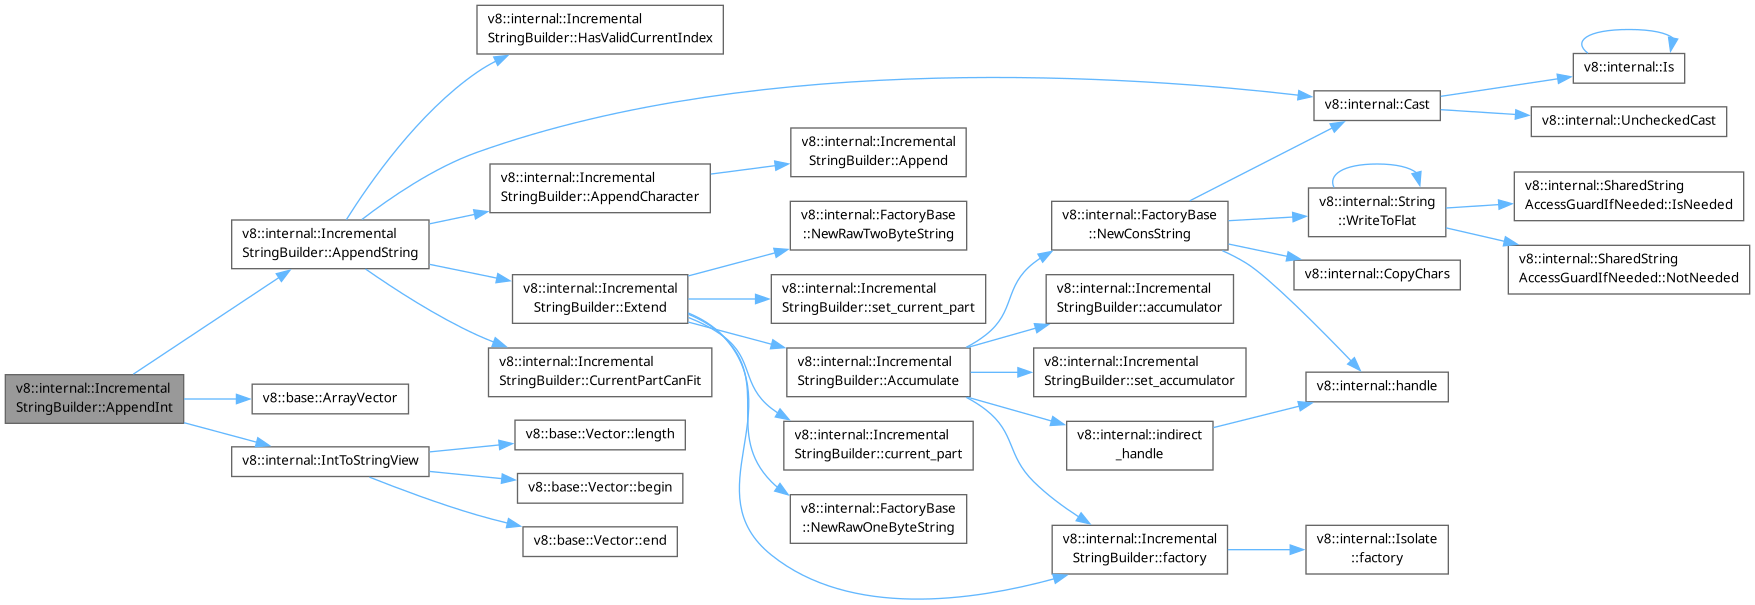 v8::internal::Incremental
StringBuilder::AppendInt
v8::internal::Incremental
StringBuilder::AppendString
v8::base::ArrayVector
v8::internal::IntToStringView
v8::internal::Incremental
StringBuilder::HasValidCurrentIndex
v8::internal::Incremental
StringBuilder::AppendCharacter
v8::internal::Incremental
StringBuilder::Extend
v8::internal::Incremental
StringBuilder::CurrentPartCanFit
v8::base::Vector::length
v8::base::Vector::begin
v8::base::Vector::end
v8::internal::Incremental
StringBuilder::Append
v8::internal::FactoryBase
::NewRawTwoByteString
v8::internal::Incremental
StringBuilder::set_current_part
v8::internal::Incremental
StringBuilder::Accumulate
v8::internal::Incremental
StringBuilder::current_part
v8::internal::FactoryBase
::NewRawOneByteString
v8::internal::FactoryBase
::NewConsString
v8::internal::Incremental
StringBuilder::accumulator
v8::internal::Incremental
StringBuilder::set_accumulator
v8::internal::indirect
_handle
v8::internal::Incremental
StringBuilder::factory
v8::internal::Cast
v8::internal::String
::WriteToFlat
v8::internal::CopyChars
v8::internal::handle
v8::internal::Isolate
::factory
v8::internal::Is
v8::internal::UncheckedCast
v8::internal::SharedString
AccessGuardIfNeeded::IsNeeded
v8::internal::SharedString
AccessGuardIfNeeded::NotNeeded